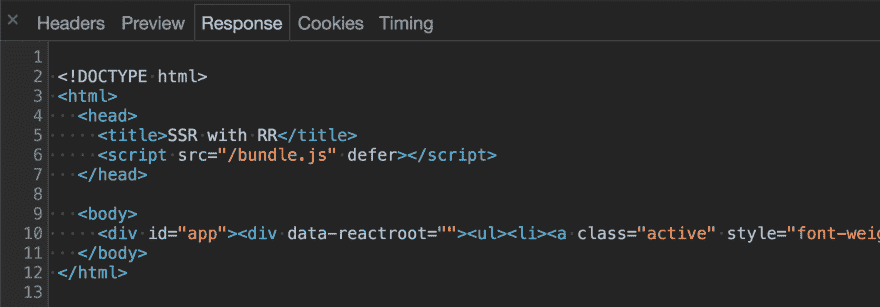 × Headers Preview Response Cookies Timing
1
2 <!DOCTYPE html>
3 <html>
4 <head>
5 <title>SSR with RR</title>
6 <script src="/bundle.js" defer></script>
7 </head>
8
9 <body>
10 <div id="app"><div data-reactroot=""><ul><li><a class="active" style="font-weig
11 </body>
12 </html>
13